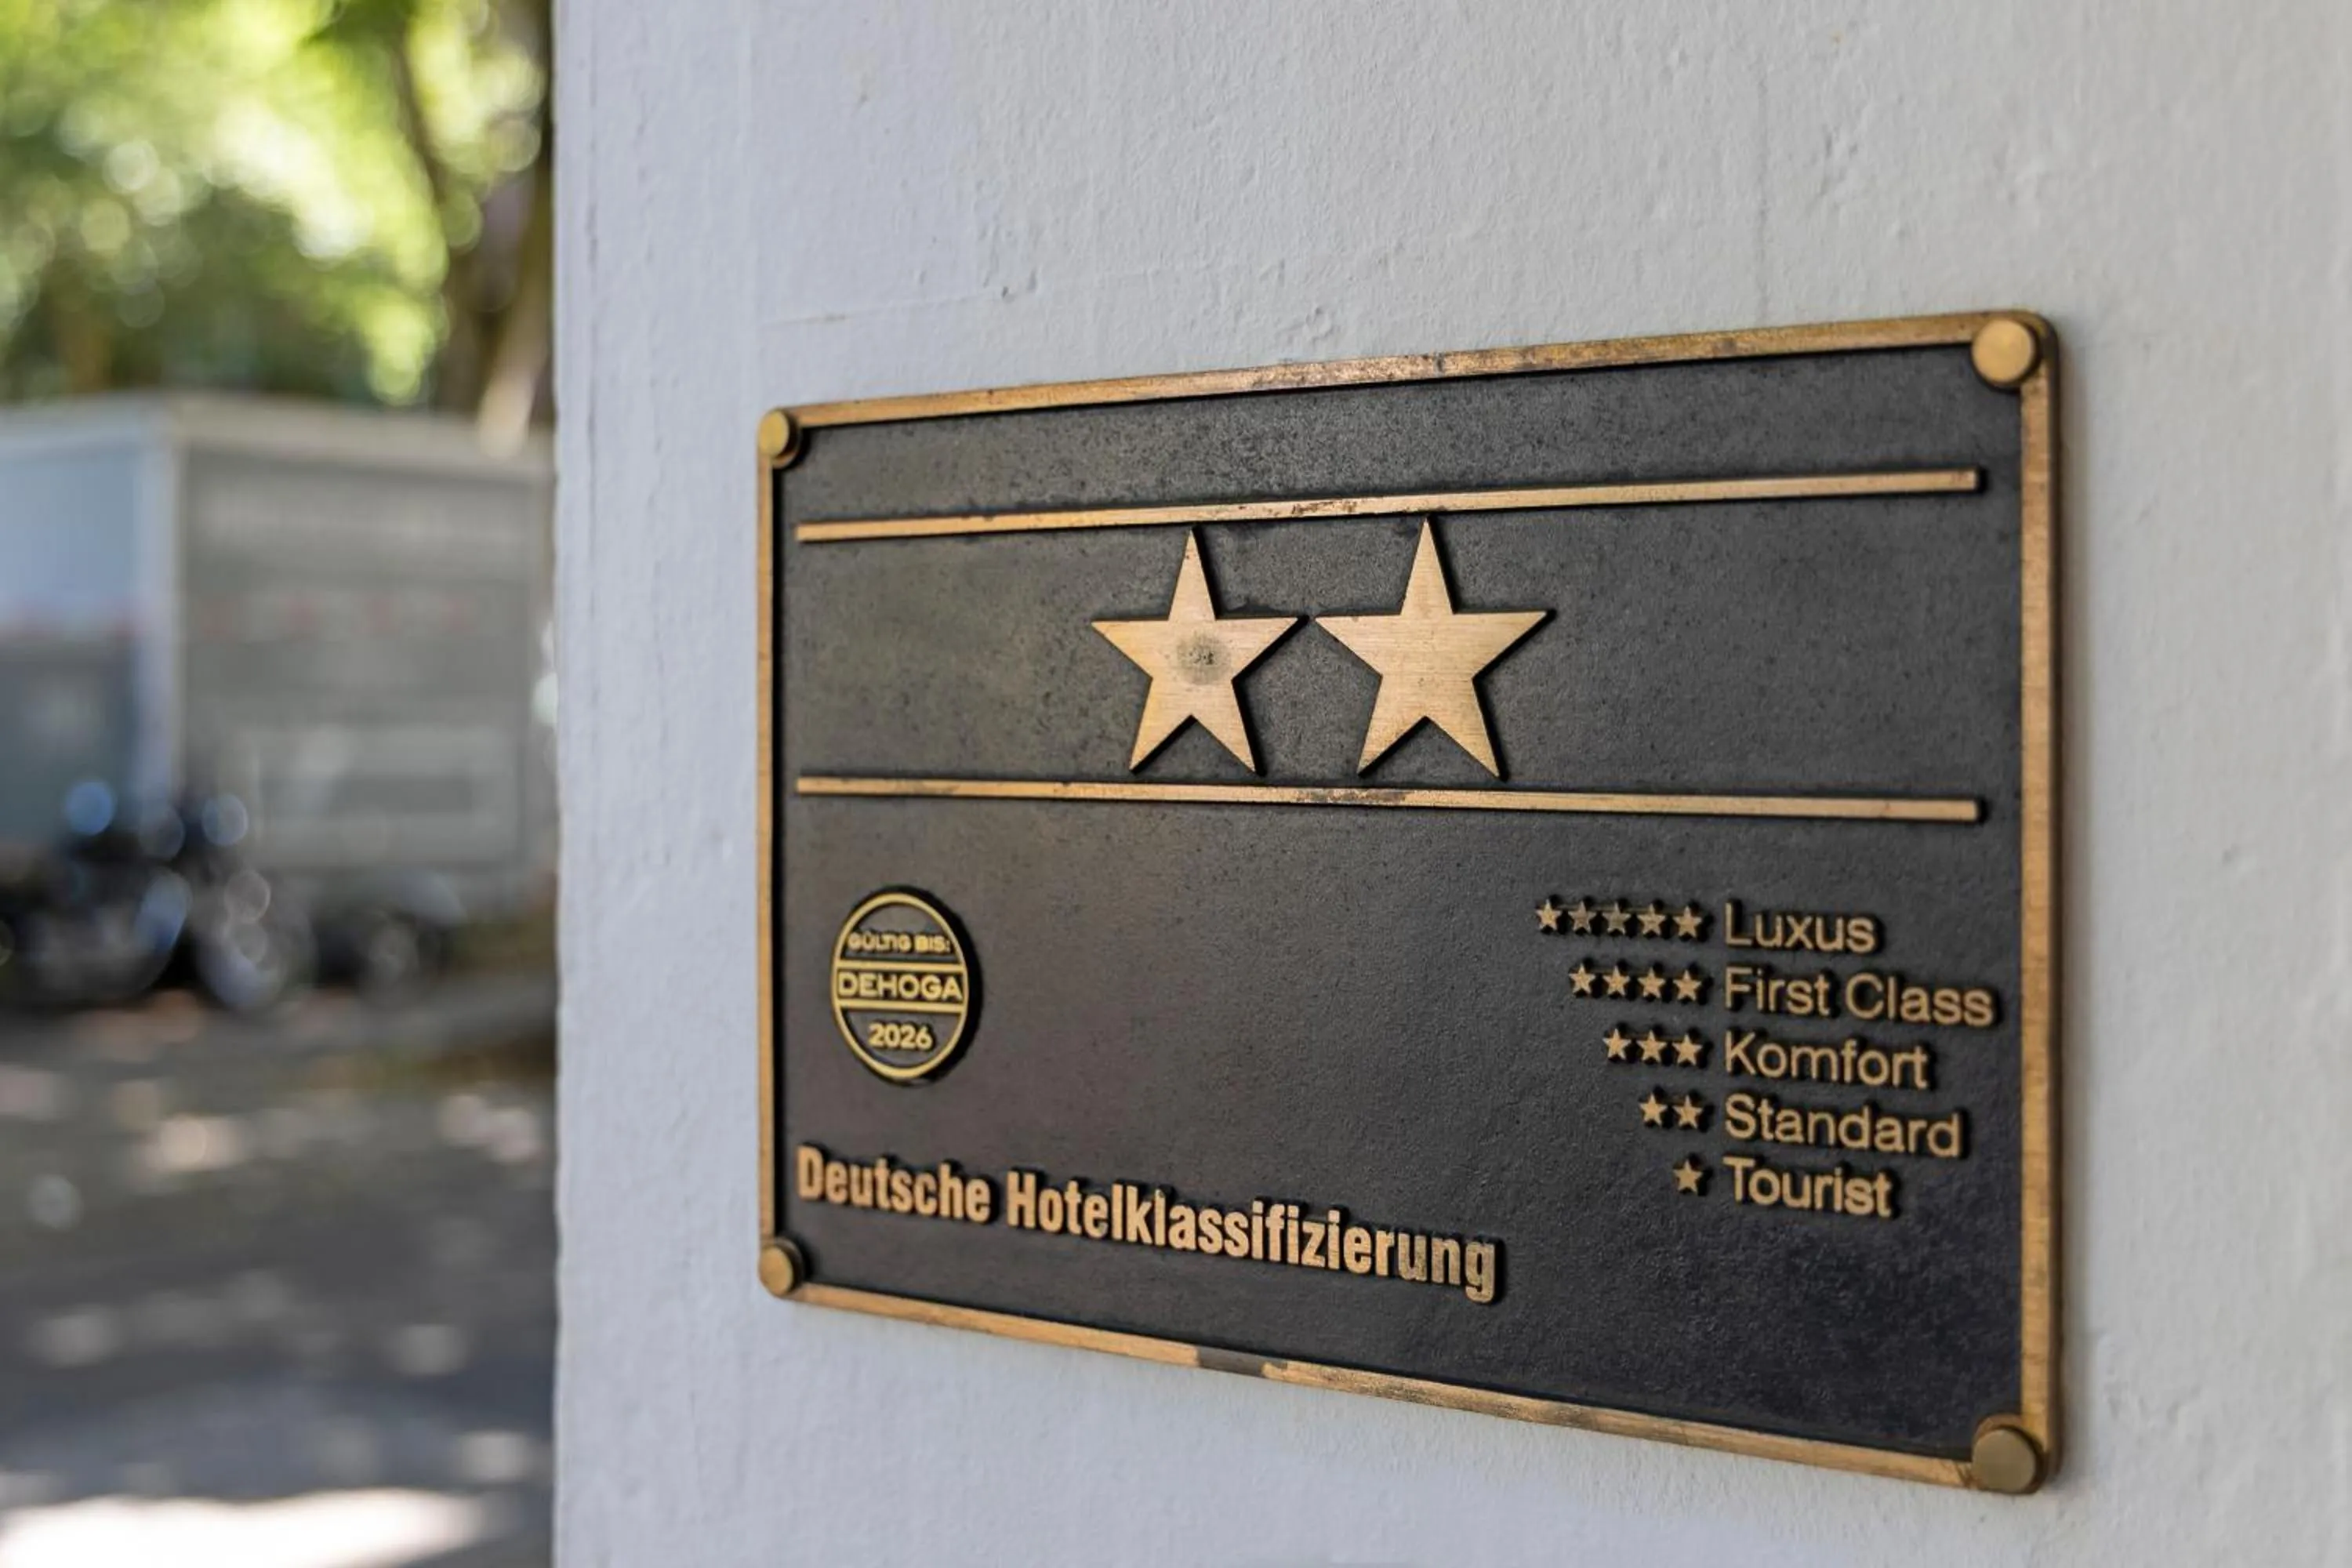 GÜLTIG BIS:
DEHOGA
2026
★★★★★ Luxus
★★★★ First Class
★★★ Komfort
★★ Standard
★ Tourist
Deutsche Hotelklassifizierung